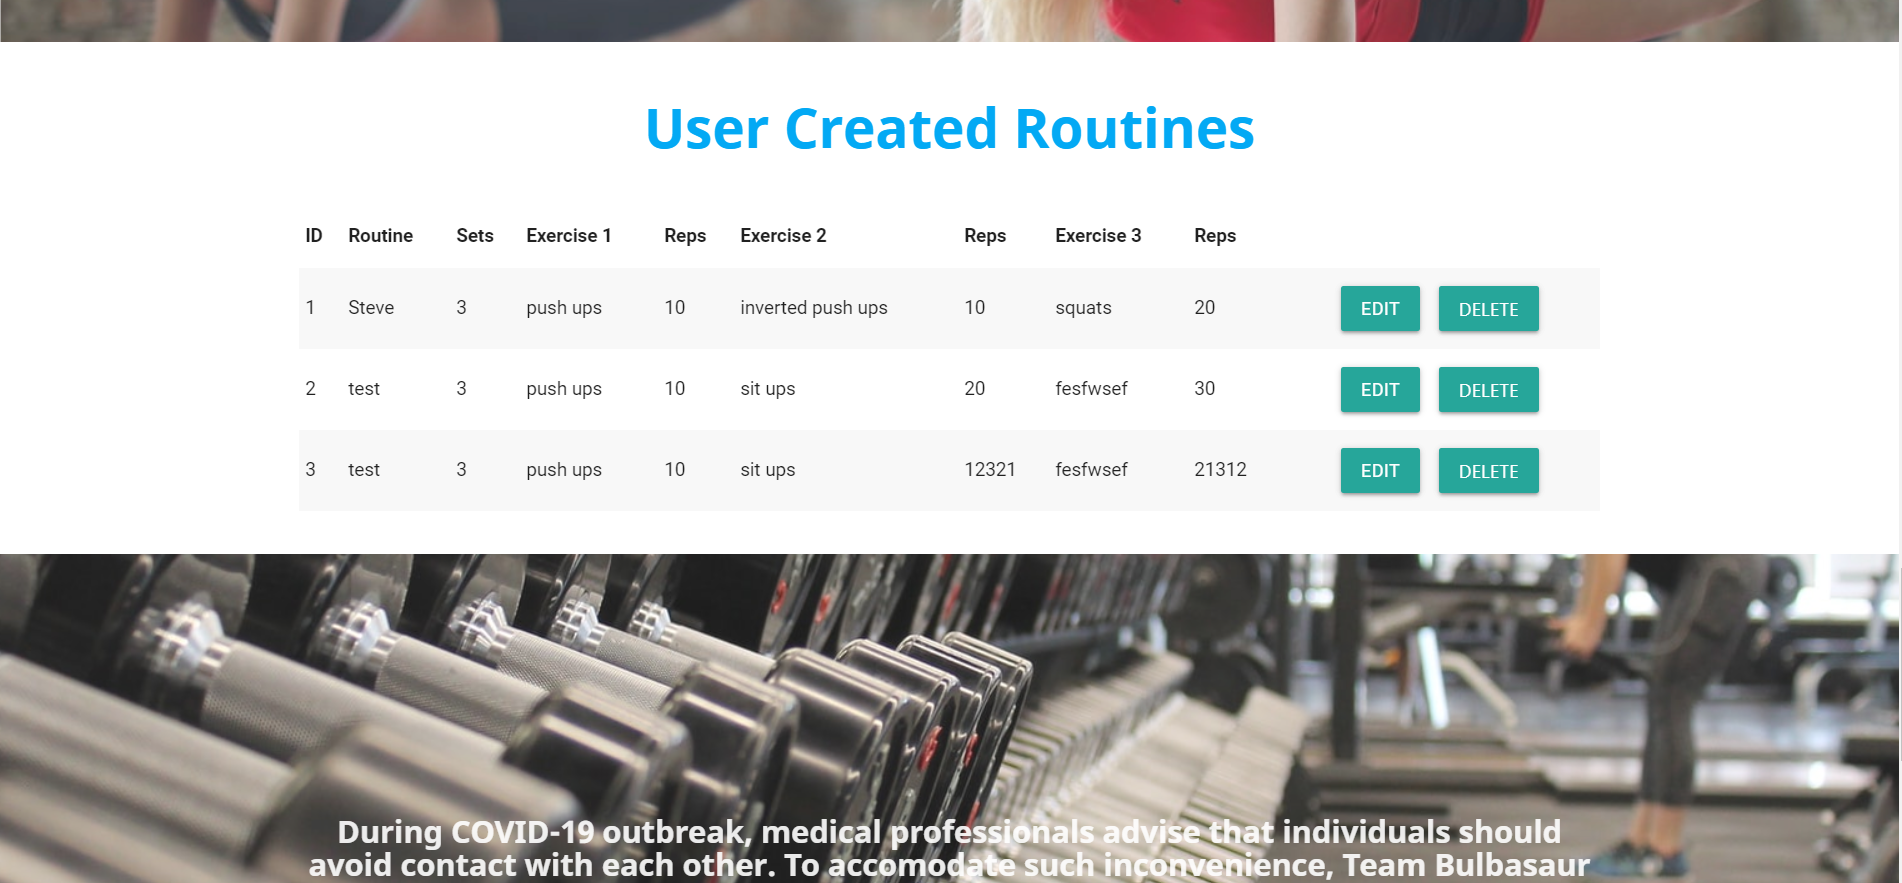 User Created Routines
ID Routine Sets Exercise 1 Reps Exercise 2 Reps Exercise 3 Reps
1 Steve 3 push ups 10 inverted push ups 10 squats 20 EDIT DELETE
2 test 3 push ups 10 sit ups 20 fesfwsef 30 EDIT DELETE
3 test 3 push ups 10 sit ups 12321 fesfwsef 21312 EDIT DELETE
During COVID-19 outbreak, medical professionals advise that individuals should
avoid contact with each other. To accomodate such inconvenience, Team Bulbasaur